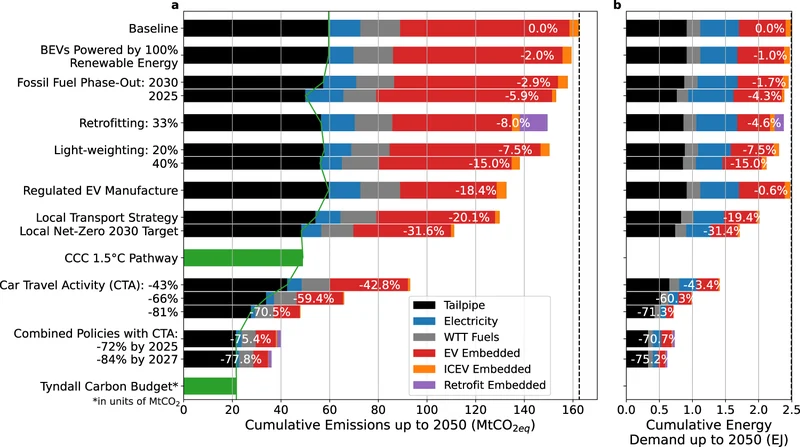 a
b
Baseline
0.0%
0.0%
BEVs Powered by 100%
Renewable Energy
-2.0%
-1.0%
Fossil Fuel Phase-Out: 2030
-2.9%
-1.7%
2025
-5.9%
-4.3%
Retrofitting: 33%
-8.0%
-4.6%
Light-weighting: 20%
-7.5%
-7.5%
40%
-15.0%
-15.0%
Regulated EV Manufacture
-18.4%
-0.6%
Local Transport Strategy
-20.1%
-19.4%
Local Net-Zero 2030 Target
-31.6%
-31.4%
CCC 1.5°C Pathway
Car Travel Activity (CTA): -43%
-42.8%
-43.4%
-66%
-59.4%
-60.3%
-81%
-70.5%
-71.3%
Combined Policies with CTA:
-72% by 2025
-75.4%
-70.7%
-84% by 2027
-77.8%
-75.2%
Tyndall Carbon Budget*
*in units of MtCO2
Tailpipe
Electricity
WTT Fuels
EV Embedded
ICEV Embedded
Retrofit Embedded
0 20 40 60 80 100 120 140 160
Cumulative Emissions up to 2050 (MtCO2eq)
0.0 0.5 1.0 1.5 2.0 2.5
Cumulative Energy
Demand up to 2050 (EJ)